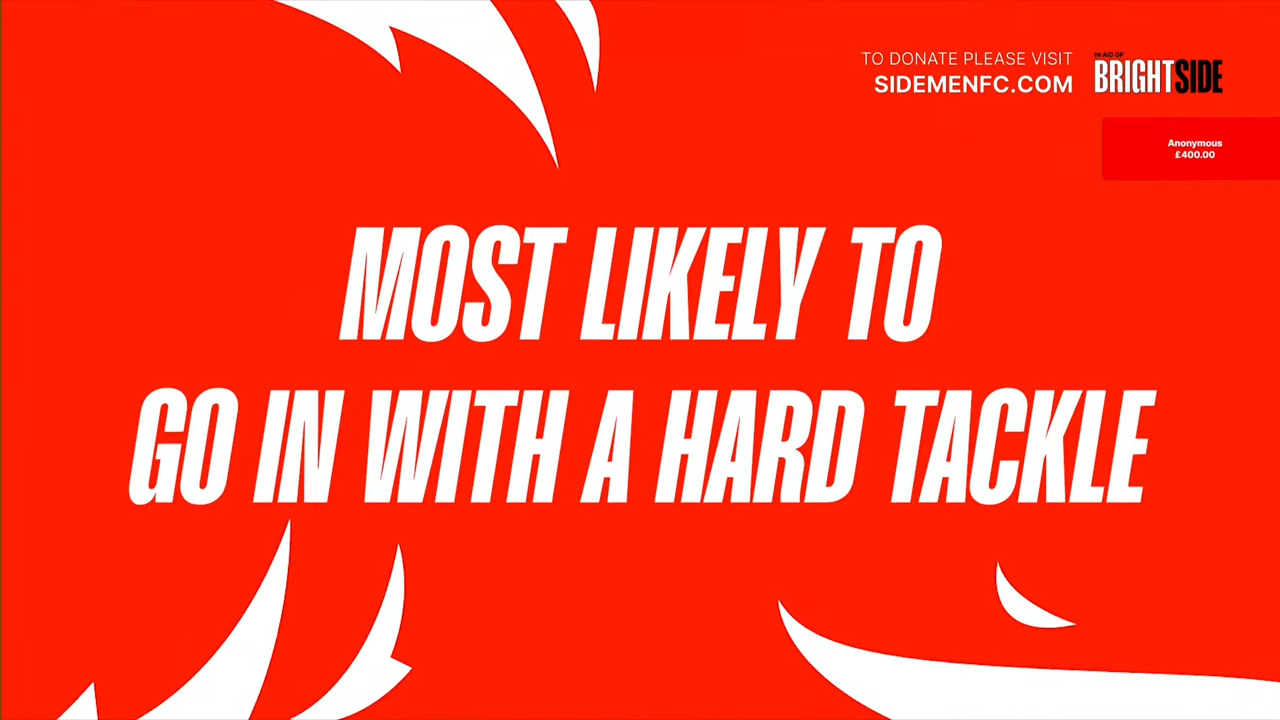 TO DONATE PLEASE VISIT
SIDEMENFC.COM
IN AID OF
BRIGHTSIDE
Anonymous
£400.00
MOST LIKELY TO
GO IN WITH A HARD TACKLE